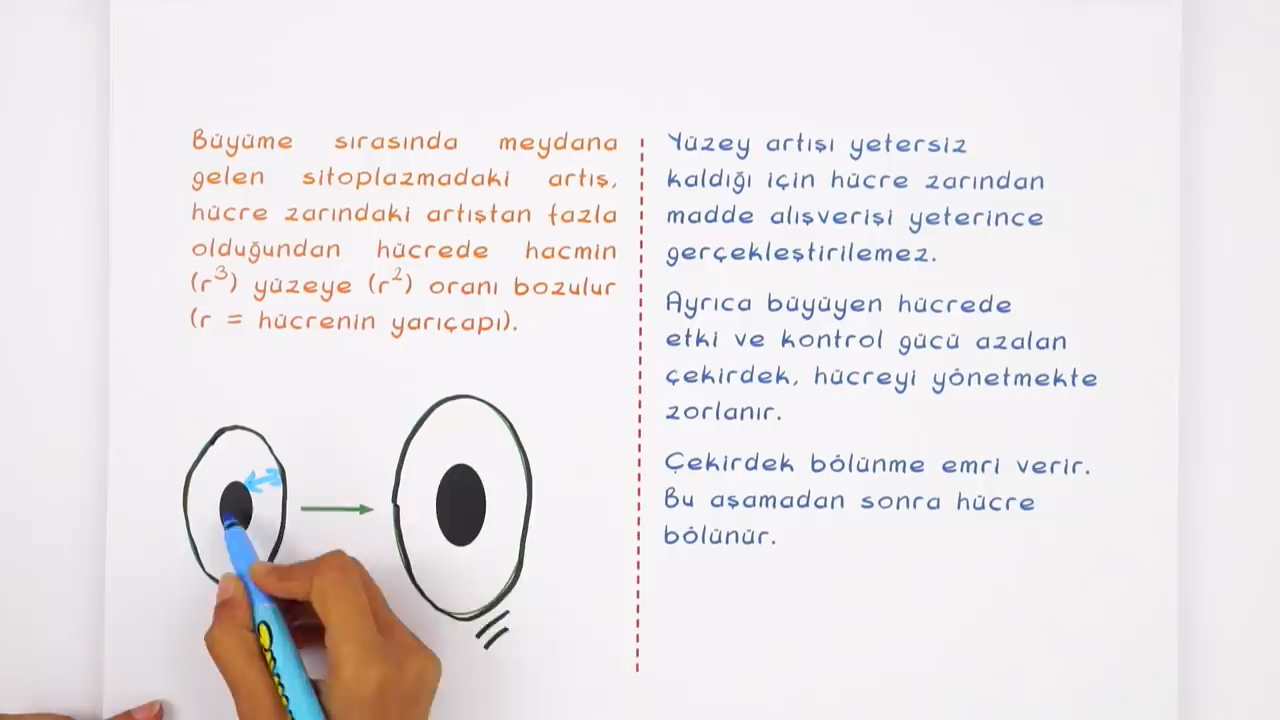 Büyüme sırasında meydana
gelen sitoplazmadaki artış,
hücre zarındaki artıştan fazla
olduğundan hücrede hacmin
(r³) yüzeye (r²) oranı bozulur
(r = hücrenin yarıçapı).
Yüzey artışı yetersiz
kaldığı için hücre zarından
madde alışverişi yeterince
gerçekleştirilemez.
Ayrıca büyüyen hücrede
etki ve kontrol gücü azalan
çekirdek, hücreyi yönetmekte
zorlanır.
Çekirdek bölünme emri verir.
Bu aşamadan sonra hücre
bölünür.